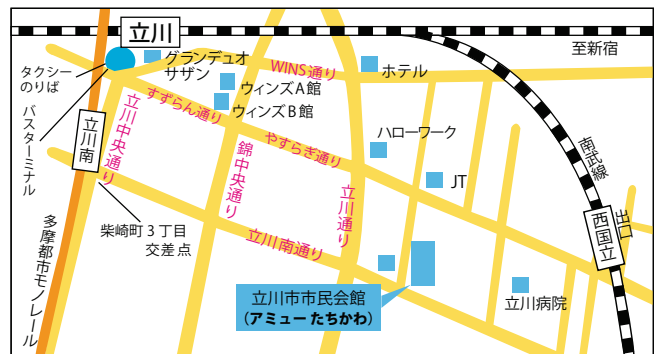 立川
グランデュオ
サザン
WINS通り
至新宿
タクシー
のりば
ホテル
ウィンズA館
ウィンズB館
バスターミナル
すずらん通り
立川南
立川中央通り
ハローワーク
やすらぎ通り
南武線
錦中央通り
立川通り
JT
出口
西国立
柴崎町3丁目
交差点
立川南通り
多摩都市モノレール
立川市市民会館
(アミューたちかわ)
立川病院